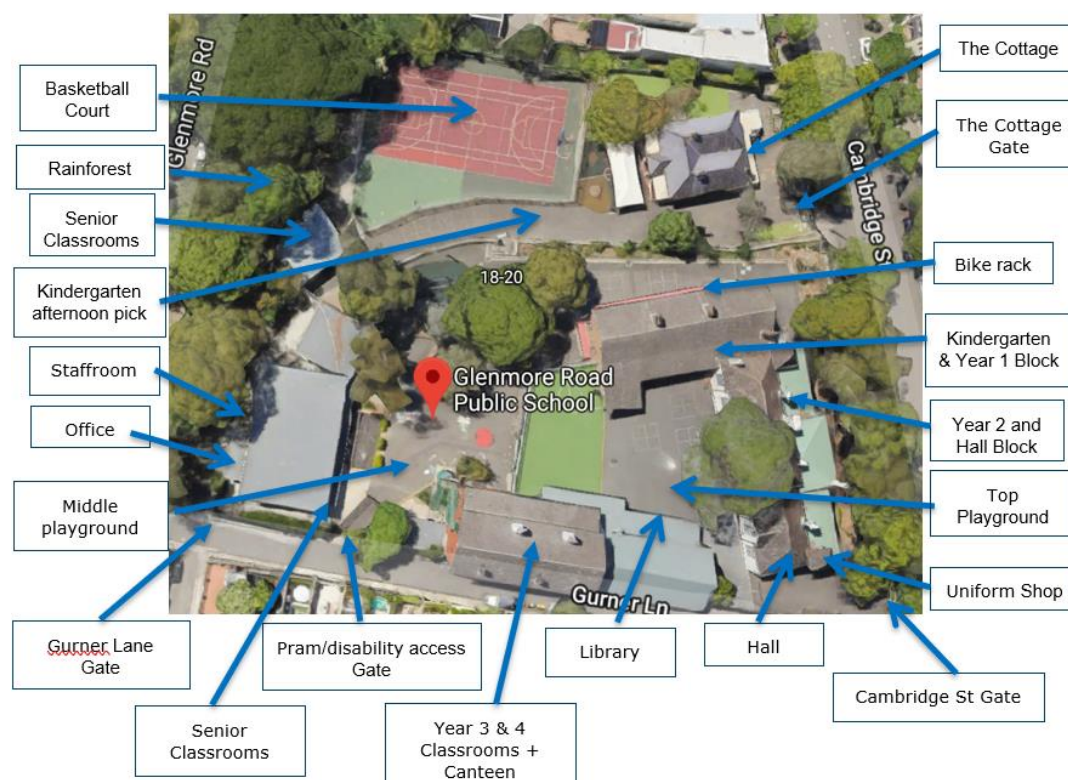 Glenmore Rd
Basketball
Court
Rainforest
Senior
Classrooms
Kindergarten
afternoon pick
Staffroom
Office
Middle
playground
Gurner Lane
Gate
Senior
Classrooms
Pram/disability access
Gate
Year 3 & 4
Classrooms +
Canteen
18-20
Glenmore Road
Public School
Gurner Ln
Library
Hall
Cambridge St
The Cottage
The Cottage
Gate
Bike rack
Kindergarten
& Year 1 Block
Year 2 and
Hall Block
Top
Playground
Uniform Shop
Cambridge St Gate